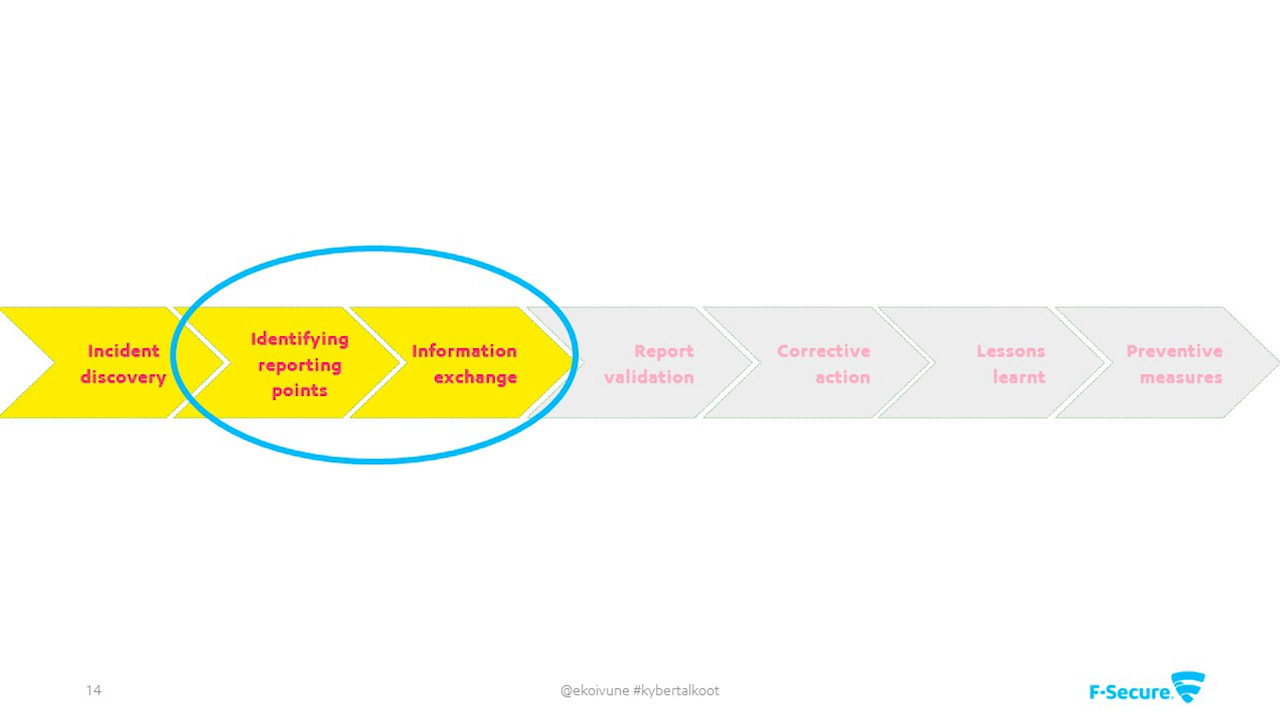 Incident
discovery
Identifying
reporting
points
Information
exchange
Report
validation
Corrective
action
Lessons
learnt
Preventive
measures
14
@ekoivune #kybertalkoot
F-Secure.